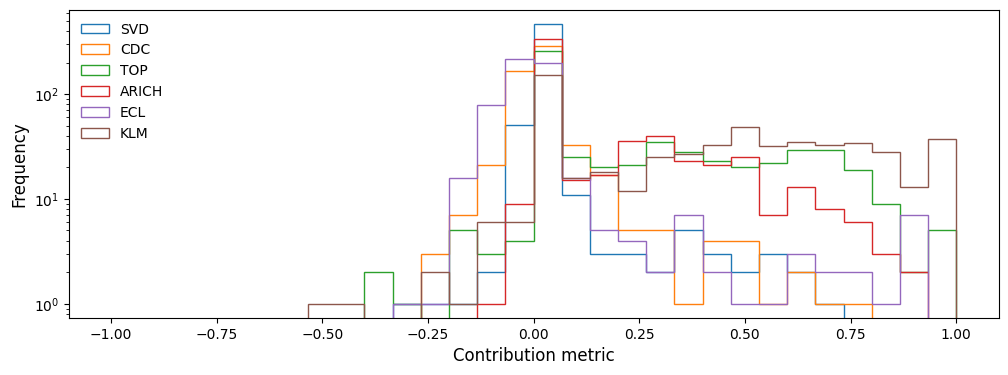 SVD
CDC
TOP
ARICH
ECL
KLM
Frequency
10²
10¹
10⁰
−1.00 −0.75 −0.50 −0.25 0.00 0.25 0.50 0.75 1.00
Contribution metric